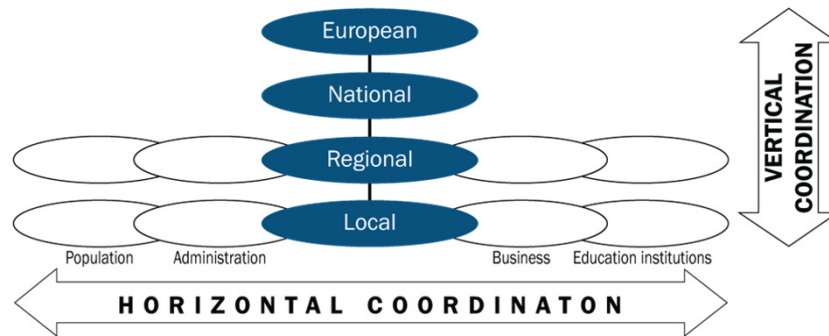 European
National
Regional
Local
Population Administration Business Education institutions
HORIZONTAL COORDINATON
VERTICAL
COORDINATION